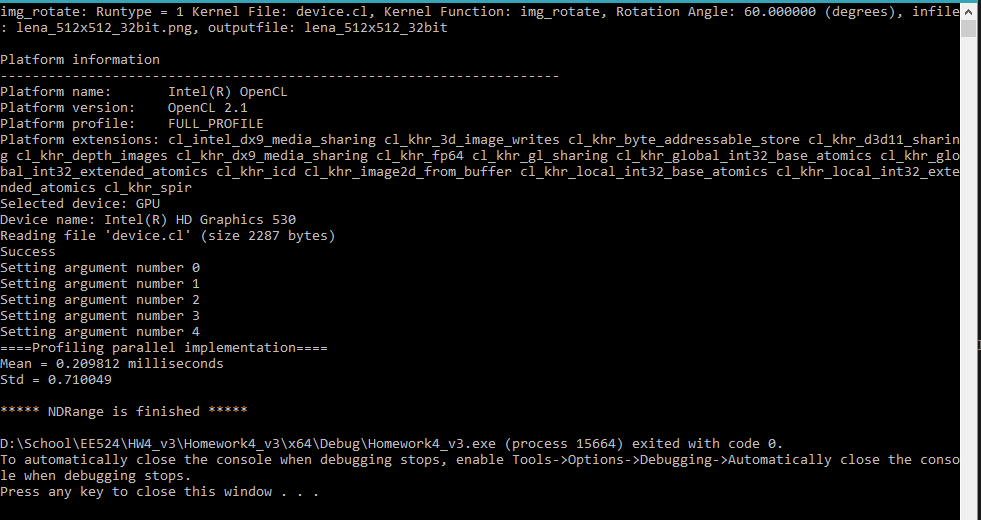 img_rotate: Runtype = 1 Kernel File: device.cl, Kernel Function: img_rotate, Rotation Angle: 60.000000 (degrees), infile
: lena_512x512_32bit.png, outputfile: lena_512x512_32bit
Platform information
----------------------------------------------------------------------
Platform name:       Intel(R) OpenCL
Platform version:    OpenCL 2.1
Platform profile:    FULL_PROFILE
Platform extensions: cl_intel_dx9_media_sharing cl_khr_3d_image_writes cl_khr_byte_addressable_store cl_khr_d3d11_sharin
g cl_khr_depth_images cl_khr_dx9_media_sharing cl_khr_fp64 cl_khr_gl_sharing cl_khr_global_int32_base_atomics cl_khr_glo
bal_int32_extended_atomics cl_khr_icd cl_khr_image2d_from_buffer cl_khr_local_int32_base_atomics cl_khr_local_int32_exte
nded_atomics cl_khr_spir
Selected device: GPU
Device name: Intel(R) HD Graphics 530
Reading file 'device.cl' (size 2287 bytes)
Success
Setting argument number 0
Setting argument number 1
Setting argument number 2
Setting argument number 3
Setting argument number 4
====Profiling parallel implementation====
Mean = 0.209812 milliseconds
Std = 0.710049
***** NDRange is finished *****
D:\School\EE524\HW4_v3\Homework4_v3\x64\Debug\Homework4_v3.exe (process 15664) exited with code 0.
To automatically close the console when debugging stops, enable Tools->Options->Debugging->Automatically close the conso
le when debugging stops.
Press any key to close this window . . .